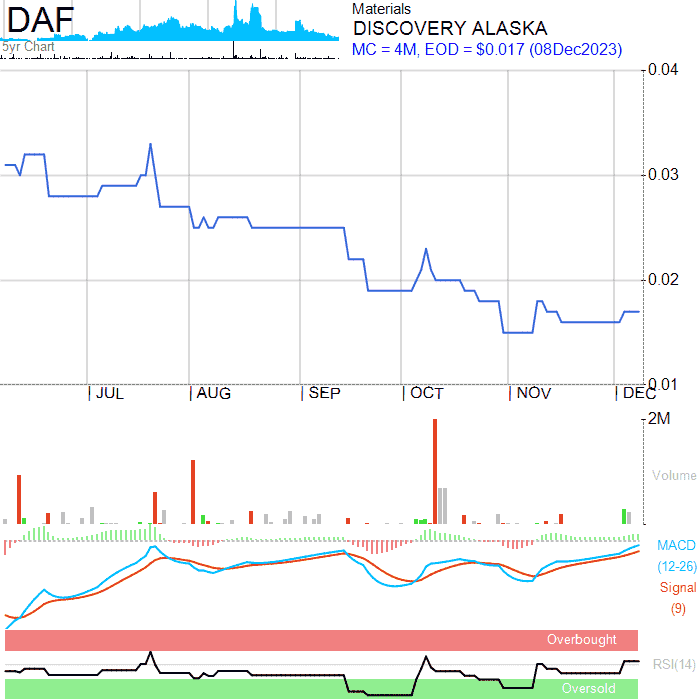 DAF
5yr Chart
Materials
DISCOVERY ALASKA
MC = 4M, EOD = $0.017 (08Dec2023)
0.04
0.03
0.02
0.01
JUL AUG SEP OCT NOV DEC
2M
Volume
MACD
(12-26)
Signal
(9)
Overbought
RSI(14)
Oversold